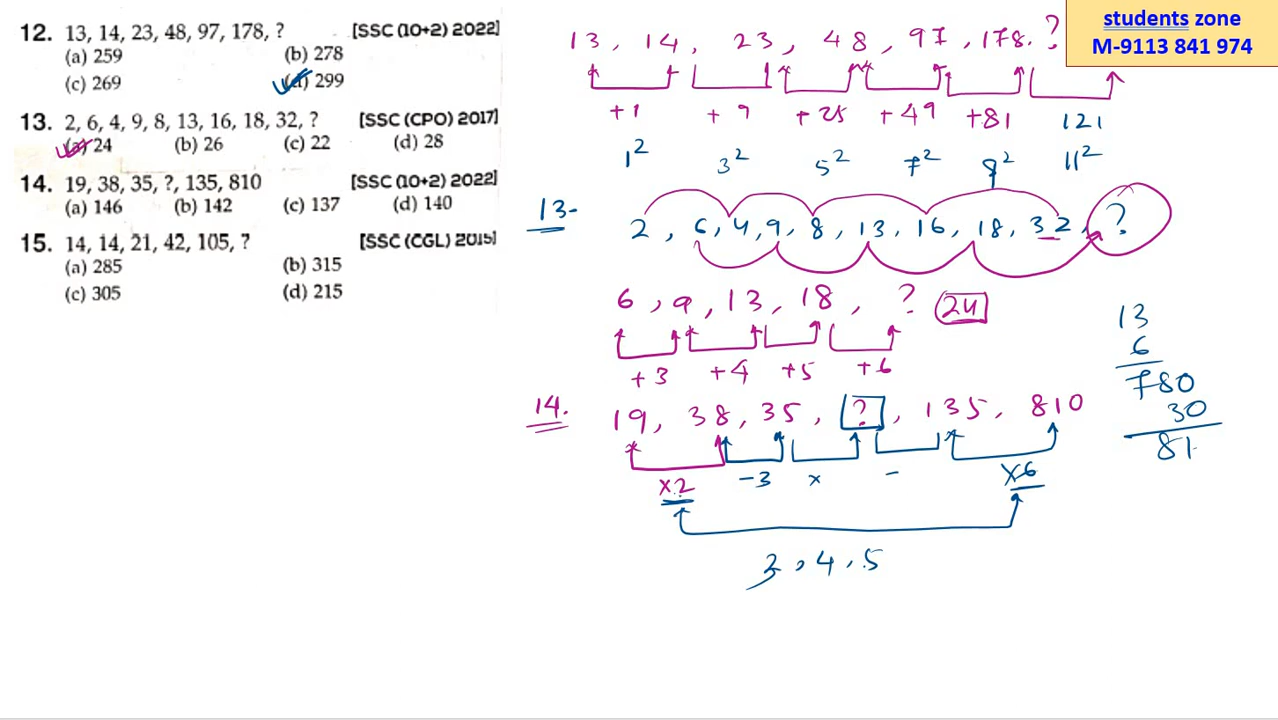 12. 13, 14, 23, 48, 97, 178, ? [SSC (10+2) 2022]
(a) 259 (b) 278
(c) 269 (d) 299
13. 2, 6, 4, 9, 8, 13, 16, 18, 32, ? [SSC (CPO) 2017]
(a) 24 (b) 26 (c) 22 (d) 28
14. 19, 38, 35, ?, 135, 810 [SSC (10+2) 2022]
(a) 146 (b) 142 (c) 137 (d) 140
15. 14, 14, 21, 42, 105, ? [SSC (CGL) 2015]
(a) 285 (b) 315
(c) 305 (d) 215
students zone
M-9113 841 974
13, 14, 23, 48, 97, 178. ?
+1 + 9 + 25 + 49 +81 121
1² 3² 5² 7² 9² 11²
13- 2, 6, 4, 9, 8, 13, 16, 18, 32, ?
6, 9, 13, 18, ? 24
+3 +4 +5 +6
14. 19, 38, 35, ?, 135, 810
×2 -3 × - ×6
3, 4, 5
13
6
780
30
81